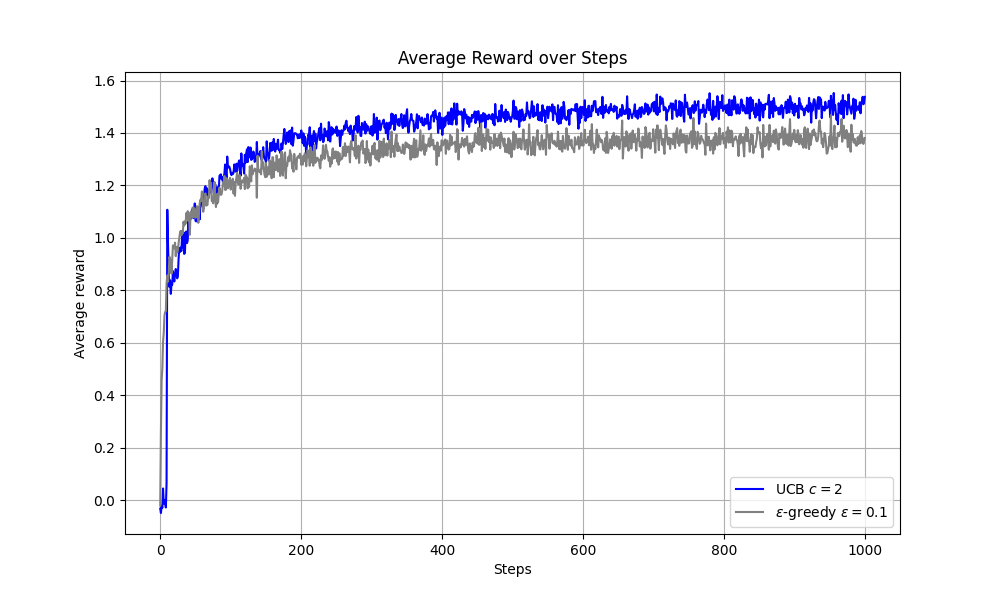 Average Reward over Steps
Average reward
1.6
1.4
1.2
1.0
0.8
0.6
0.4
0.2
0.0
0 200 400 600 800 1000
Steps
UCB c = 2
ε-greedy ε = 0.1